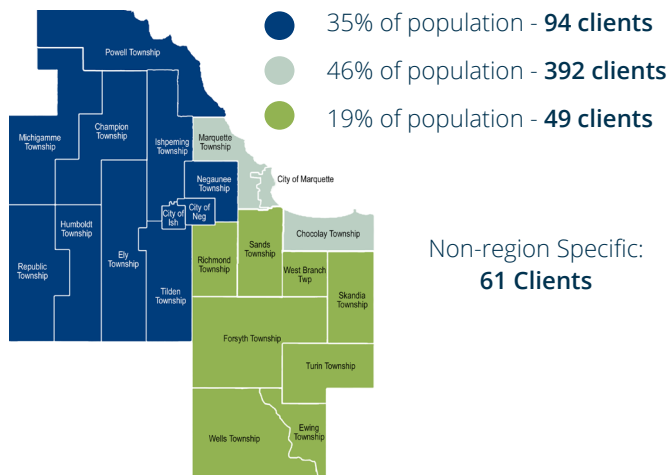 35% of population - 94 clients
46% of population - 392 clients
19% of population - 49 clients
Powell Township
Michigamme
Township
Champion
Township
Ishpeming
Township
Marquette
Township
Negaunee
Township
City of Marquette
City of
Ish
City of
Neg
Humboldt
Township
Republic
Township
Ely
Township
Tilden
Township
Richmond
Township
Sands
Township
Chocolay Township
West Branch
Twp
Skandia
Township
Forsyth Township
Turin Township
Wells Township
Ewing
Township
Non-region Specific:
61 Clients